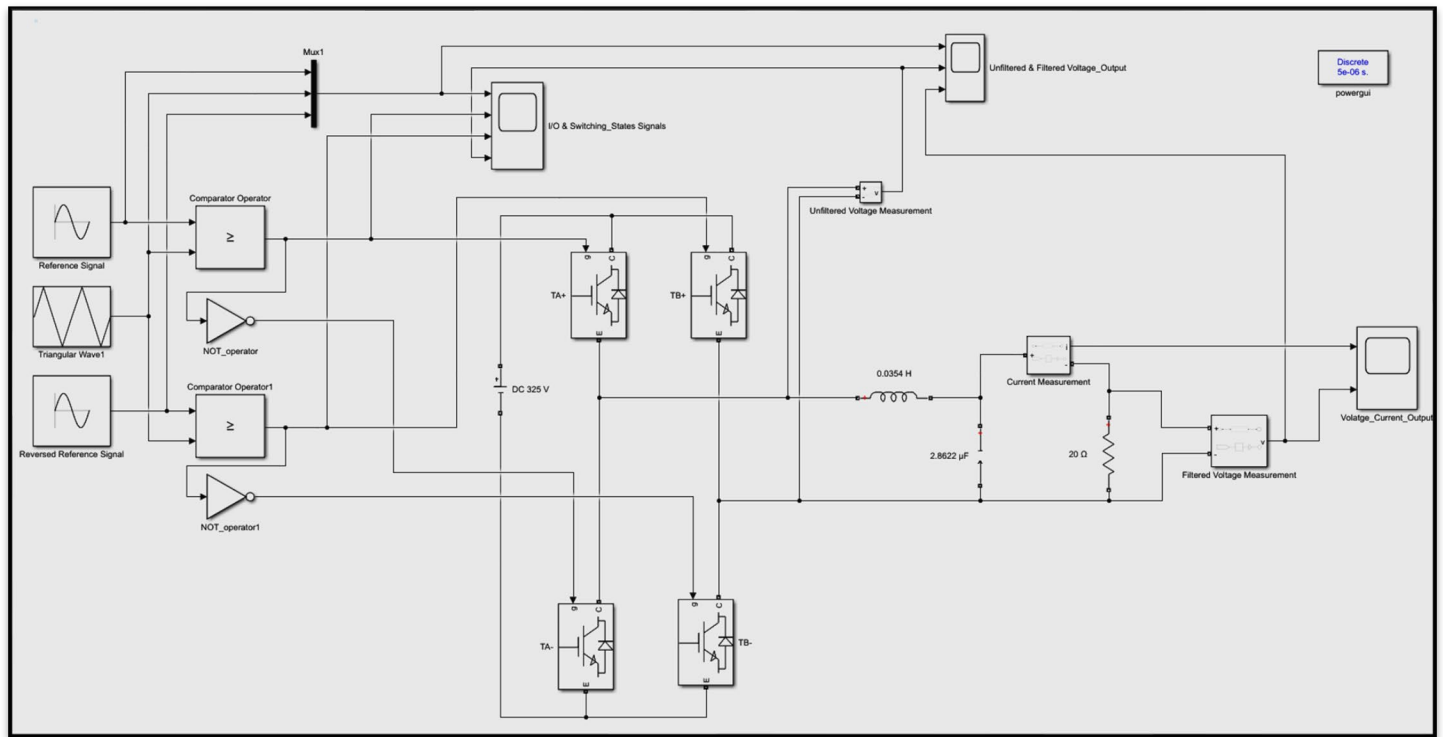 Mux1
Discrete
5e-06 s.
powergui
Unfiltered & Filtered Voltage_Output
I/O & Switching_States Signals
v
+
-
Unfiltered Voltage Measurement
Comparator Operator
≥
Reference Signal
g
C
TA+
E
g
C
TB+
E
Triangular Wave1
NOT_operator
Comparator Operator1
≥
Reversed Reference Signal
NOT_operator1
+
DC 325 V
0.0354 H
+
i
-
Current Measurement
Volatge_Current_Output
2.8622 µF
20 Ω
+
v
-
Filtered Voltage Measurement
g
C
TA-
E
g
C
TB-
E